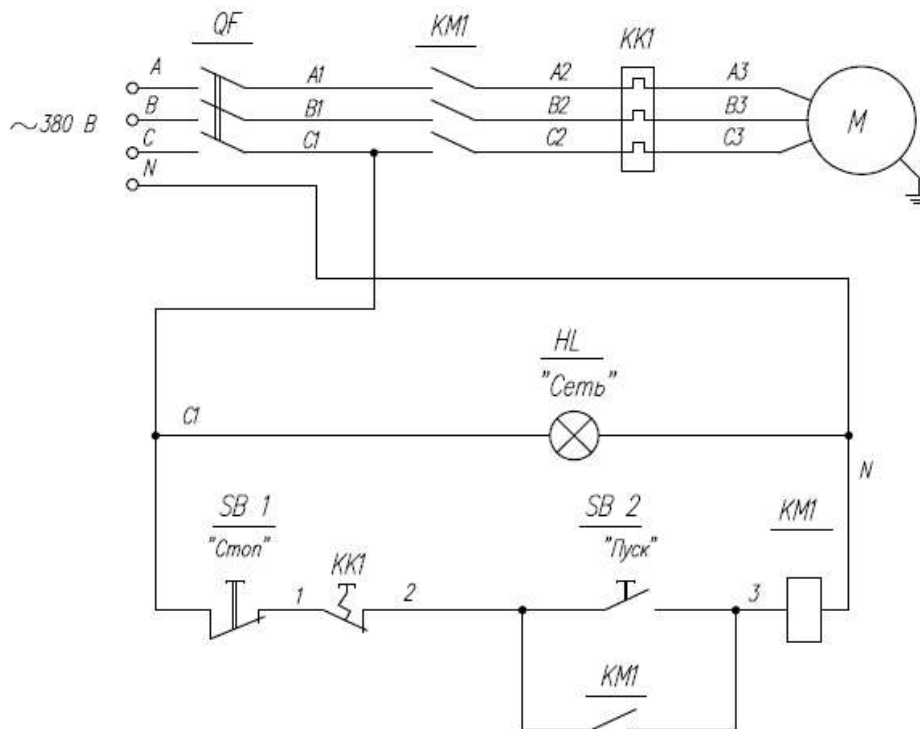 QF
KM1
KK1
A
A1
A2
A3
B
B1
B2
B3
~380 В
C
C1
C2
C3
M
N
HL
"Сеть"
C1
N
SB 1
"Стоп"
SB 2
"Пуск"
KM1
KK1
1
2
3
KM1